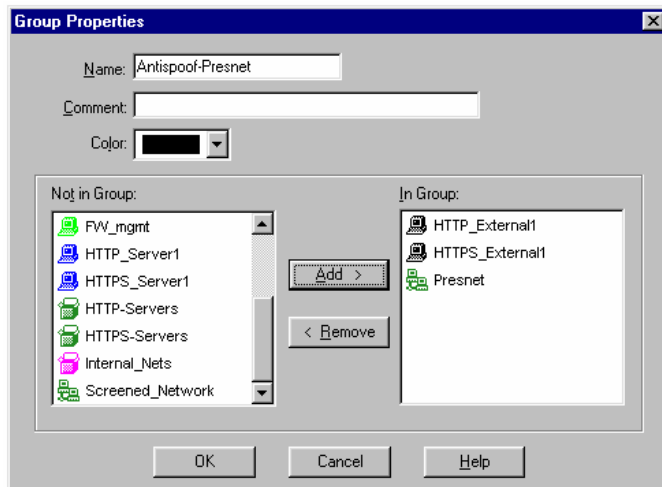 Group Properties
Name: Antispoof-Presnet
Comment:
Color:
Not in Group:
FW_mgmt
HTTP_Server1
HTTPS_Server1
HTTP-Servers
HTTPS-Servers
Internal_Nets
Screened_Network
Add >
< Remove
In Group:
HTTP_External1
HTTPS_External1
Presnet
OK Cancel Help